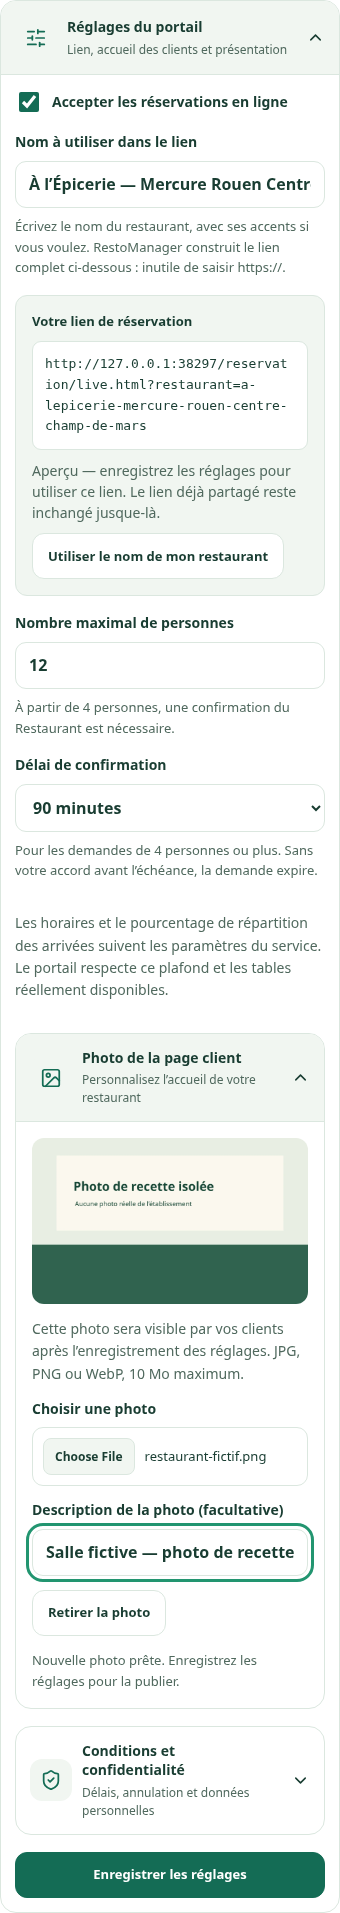 Réglages du portail
Lien, accueil des clients et présentation
Accepter les réservations en ligne
Nom à utiliser dans le lien
À l’Épicerie — Mercure Rouen Centr
Écrivez le nom du restaurant, avec ses accents si
vous voulez. RestoManager construit le lien
complet ci-dessous : inutile de saisir https://.
Votre lien de réservation
http://127.0.0.1:38297/reservat
ion/live.html?restaurant=a-
lepicerie-mercure-rouen-centre-
champ-de-mars
Aperçu — enregistrez les réglages pour
utiliser ce lien. Le lien déjà partagé reste
inchangé jusque-là.
Utiliser le nom de mon restaurant
Nombre maximal de personnes
12
À partir de 4 personnes, une confirmation du
Restaurant est nécessaire.
Délai de confirmation
90 minutes
Pour les demandes de 4 personnes ou plus. Sans
votre accord avant l’échéance, la demande expire.
Les horaires et le pourcentage de répartition
des arrivées suivent les paramètres du service.
Le portail respecte ce plafond et les tables
réellement disponibles.
Photo de la page client
Personnalisez l’accueil de votre
restaurant
Photo de recette isolée
Aucune photo réelle de l’établissement
Cette photo sera visible par vos clients
après l’enregistrement des réglages. JPG,
PNG ou WebP, 10 Mo maximum.
Choisir une photo
Choose File restaurant-fictif.png
Description de la photo (facultative)
Salle fictive — photo de recette
Retirer la photo
Nouvelle photo prête. Enregistrez les
réglages pour la publier.
Conditions et
confidentialité
Délais, annulation et données
personnelles
Enregistrer les réglages